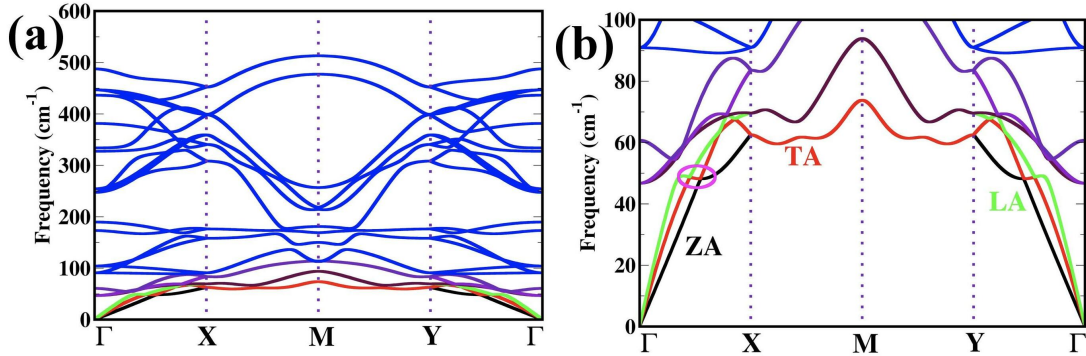 (a)
Frequency (cm⁻¹)
600
500
400
300
200
100
0
Γ X M Y Γ
(b)
Frequency (cm⁻¹)
100
80
60
40
20
0
TA
LA
ZA
Γ X M Y Γ